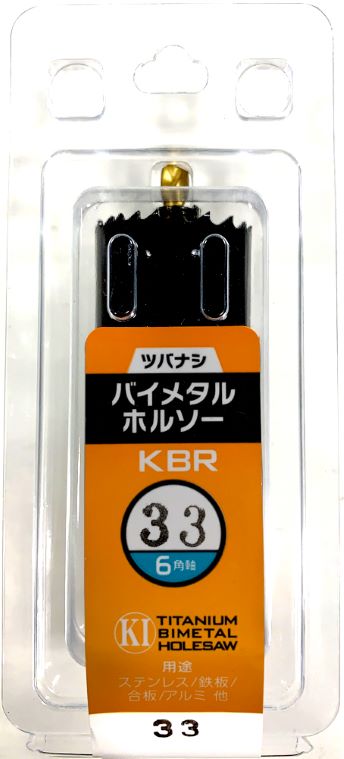 ツバナシ
バイメタル
ホルソー
KBR
33
6角軸
KI
TITANIUM
BIMETAL
HOLESAW
用途
ステンレス/鉄板/
合板/アルミ 他
33